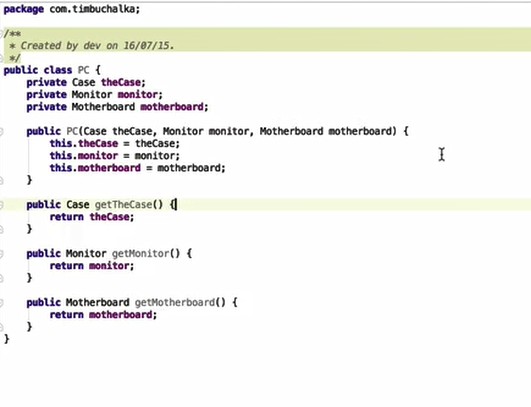 package com.timbuchalka;
/**
 * Created by dev on 16/07/15.
 */
public class PC {
    private Case theCase;
    private Monitor monitor;
    private Motherboard motherboard;
    public PC(Case theCase, Monitor monitor, Motherboard motherboard) {
        this.theCase = theCase;
        this.monitor = monitor;
        this.motherboard = motherboard;
    }
    public Case getTheCase() {
        return theCase;
    }
    public Monitor getMonitor() {
        return monitor;
    }
    public Motherboard getMotherboard() {
        return motherboard;
    }
}